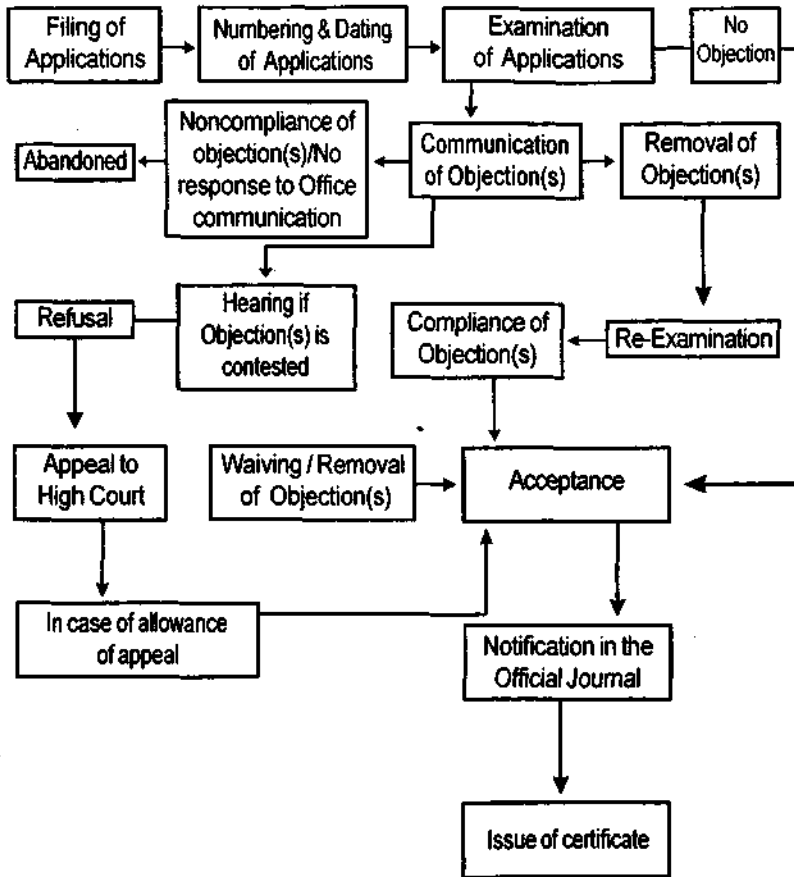 Filing of
Applications
Numbering & Dating
of Applications
Examination
of Applications
No
Objection
Abandoned
Noncompliance of
objection(s)/No
response to Office
communication
Communication
of Objection(s)
Removal of
Objection(s)
Refusal
Hearing if
Objection(s) is
contested
Compliance of
Objection(s)
Re-Examination
Appeal to
High Court
Waiving / Removal
of Objection(s)
Acceptance
In case of allowance
of appeal
Notification in the
Official Journal
Issue of certificate